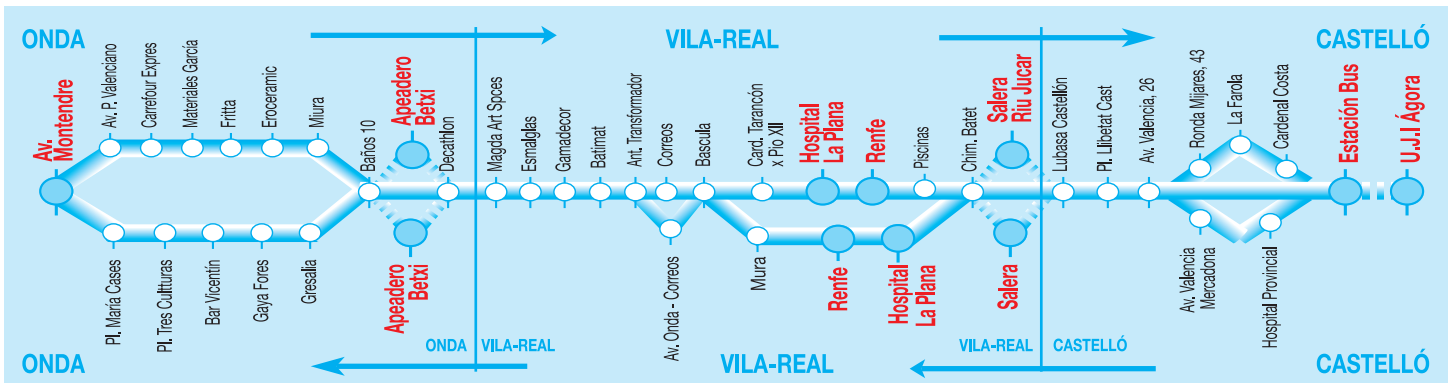 ONDA
VILA-REAL
CASTELLÓ
Av.
Montendre
Av. P. Valenciano
Carrefour Expres
Materiales García
Fritta
Eroceramic
Miura
Baños 10
Apeadero
Betxi
Decathlon
Magda Art Spces
Esmalglas
Gamadecor
Batimat
Ant. Transformador
Correos
Bascula
Card. Tarancón
x Pio XII
Hospital
La Plana
Renfe
Piscinas
Chim. Batet
Salera
Riu Jucar
Lubasa Castellón
Pl. Llibetat Cast
Av. Valencia, 26
Ronda Mijares, 43
La Farola
Cardenal Costa
Estación Bus
U.J.I Ágora
Pl. María Cases
Pl. Tres Cultturas
Bar Vicentín
Gaya Fores
Gresalia
Apeadero
Betxi
Av. Onda - Correos
Mura
Renfe
Hospital
La Plana
Salera
Av. Valencia
Mercadona
Hospital Provincial
ONDA
VILA-REAL
VILA-REAL
CASTELLÓ
ONDA
VILA-REAL
CASTELLÓ